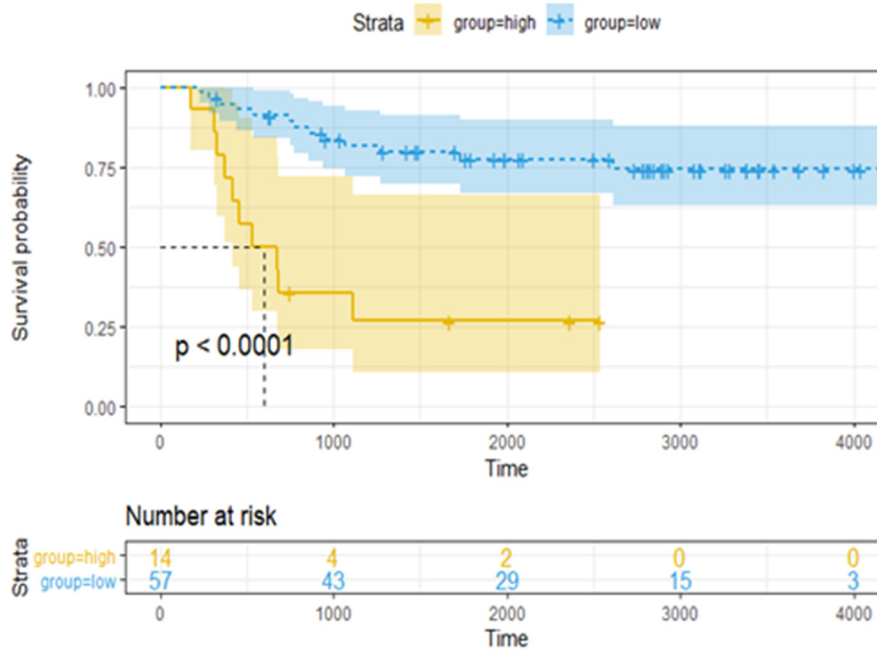 Strata group=high group=low
1.00
0.75
0.50
0.25
0.00
Survival probability
p < 0.0001
0 1000 2000 3000 4000
Time
Number at risk
Strata
group=high 14 4 2 0 0
group=low 57 43 29 15 3
0 1000 2000 3000 4000
Time